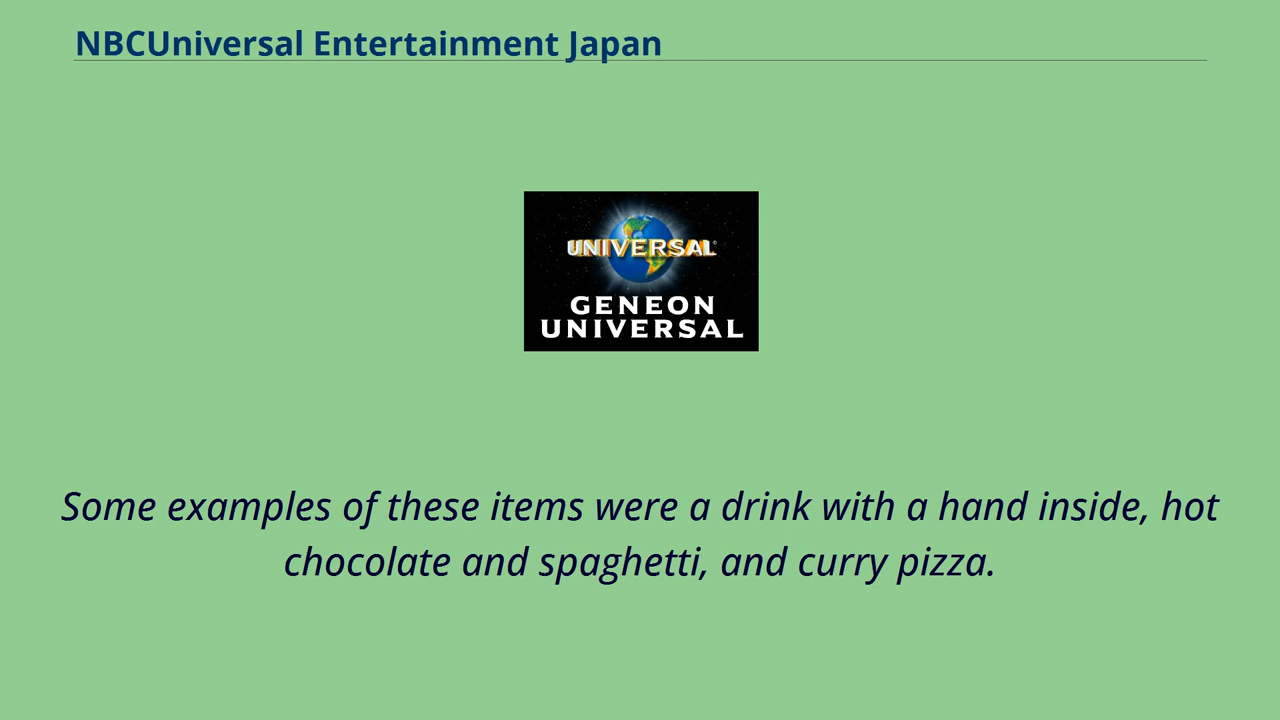 NBCUniversal Entertainment Japan
UNIVERSAL®
GENEON
UNIVERSAL
Some examples of these items were a drink with a hand inside, hot
chocolate and spaghetti, and curry pizza.